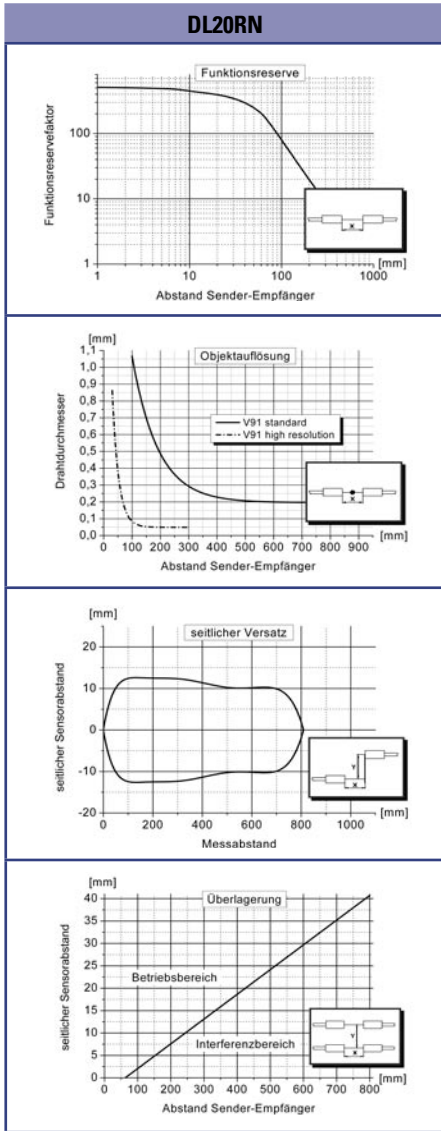 DL20RN
Funktionsreserve
Funktionsreservefaktor
100
10
1
1 10 100 1000
[mm]
Abstand Sender-Empfänger
x
[mm]
Objektauflösung
Drahtdurchmesser
1,1
1,0
0,9
0,8
0,7
0,6
0,5
0,4
0,3
0,2
0,1
0,0
V91 standard
V91 high resolution
x
0 100 200 300 400 500 600 700 800 900
[mm]
Abstand Sender-Empfänger
[mm]
seitlicher Versatz
seitlicher Sensorabstand
20
10
0
-10
-20
Y
x
0 200 400 600 800 1000
[mm]
Messabstand
[mm]
Überlagerung
seitlicher Sensorabstand
40
35
30
25
20
15
10
5
0
Betriebsbereich
Interferenzbereich
Y
x
[mm]
0 100 200 300 400 500 600 700 800
Abstand Sender-Empfänger